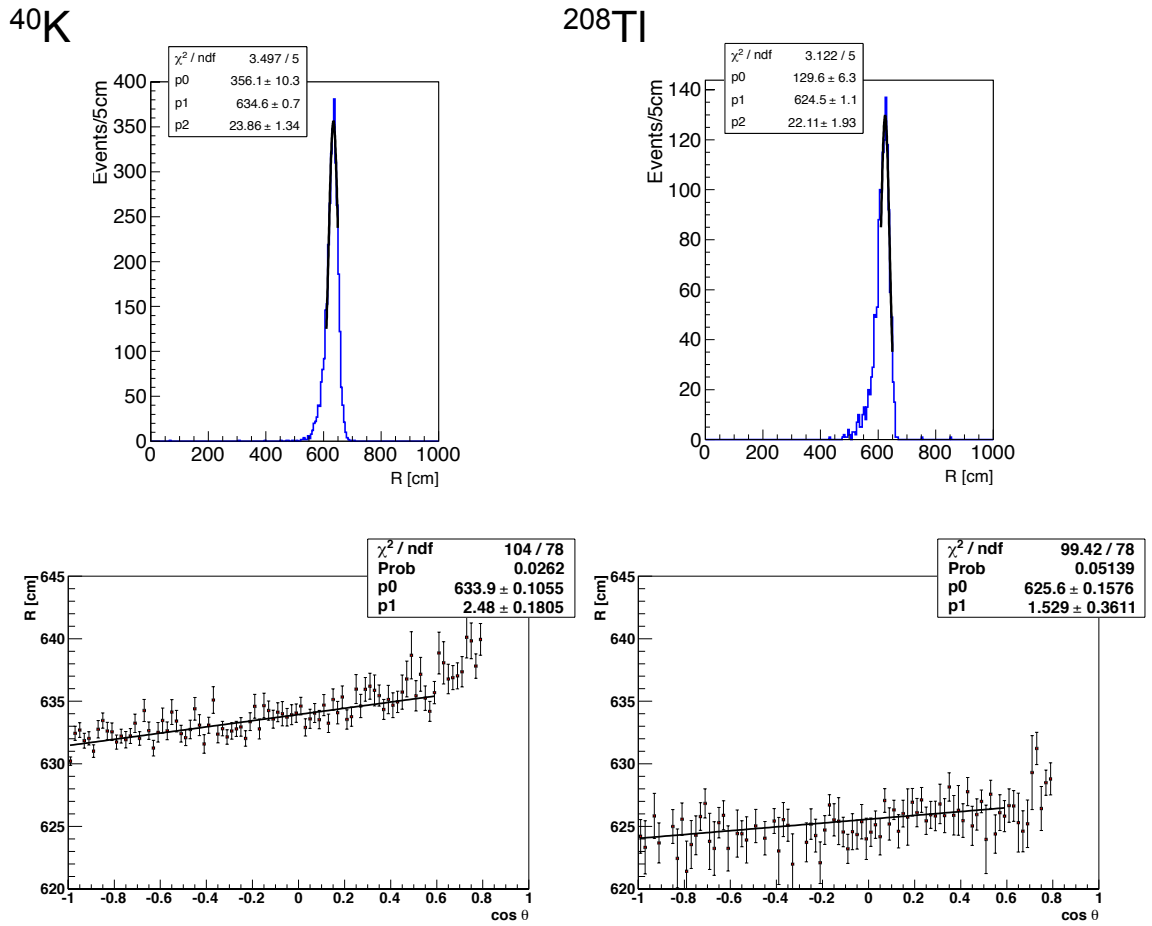 40K
208Tl
χ2 / ndf 3.497 / 5
p0 356.1 ± 10.3
p1 634.6 ± 0.7
p2 23.86 ± 1.34
Events/5cm
400
350
300
250
200
150
100
50
0
0 200 400 600 800 1000
R [cm]
χ2 / ndf 3.122 / 5
p0 129.6 ± 6.3
p1 624.5 ± 1.1
p2 22.11± 1.93
Events/5cm
140
120
100
80
60
40
20
0
0 200 400 600 800 1000
R [cm]
χ2 / ndf 104 / 78
Prob 0.0262
p0 633.9 ± 0.1055
p1 2.48 ± 0.1805
R [cm]
645
640
635
630
625
620
-1 -0.8 -0.6 -0.4 -0.2 0 0.2 0.4 0.6 0.8 1
cos θ
χ2 / ndf 99.42 / 78
Prob 0.05139
p0 625.6 ± 0.1576
p1 1.529 ± 0.3611
R [cm]
645
640
635
630
625
620
-1 -0.8 -0.6 -0.4 -0.2 0 0.2 0.4 0.6 0.8 1
cos θ